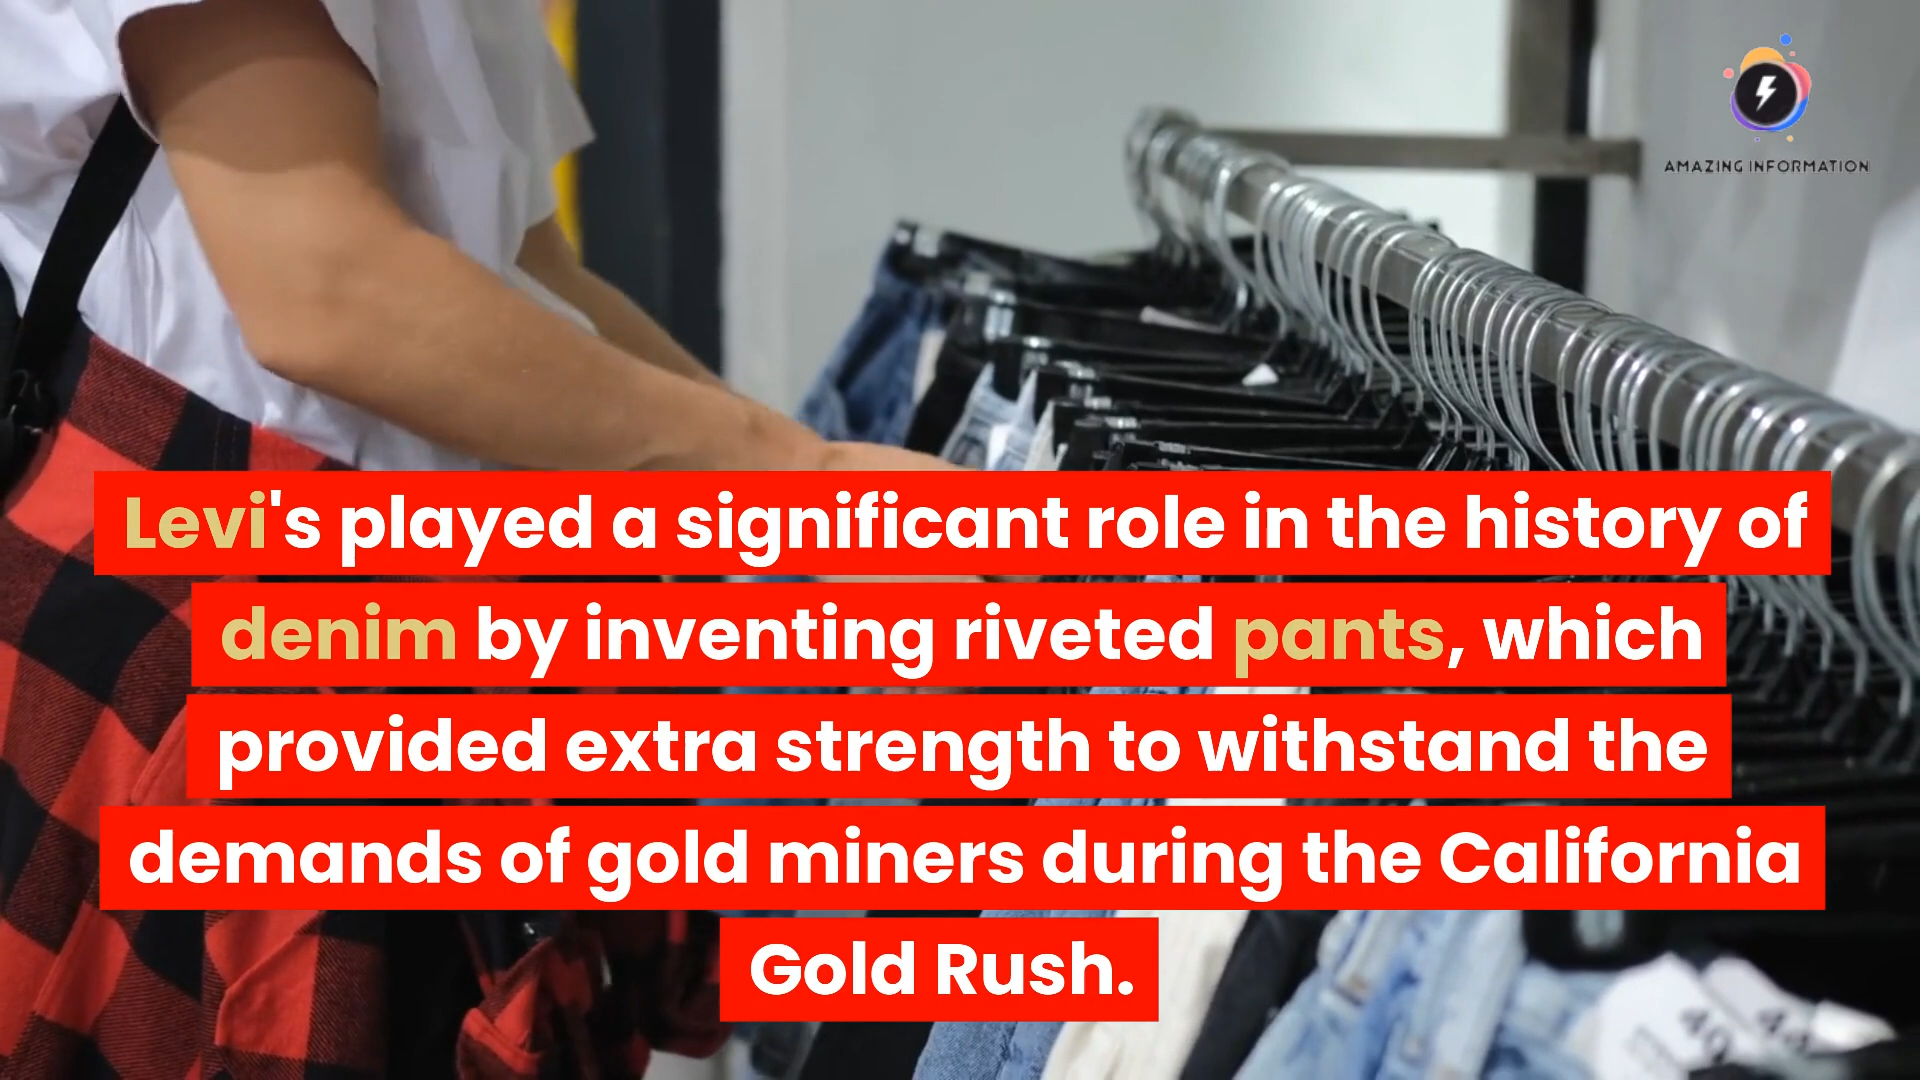 AMAZING INFORMATION
Levi's played a significant role in the history of
denim by inventing riveted pants, which
provided extra strength to withstand the
demands of gold miners during the California
Gold Rush.